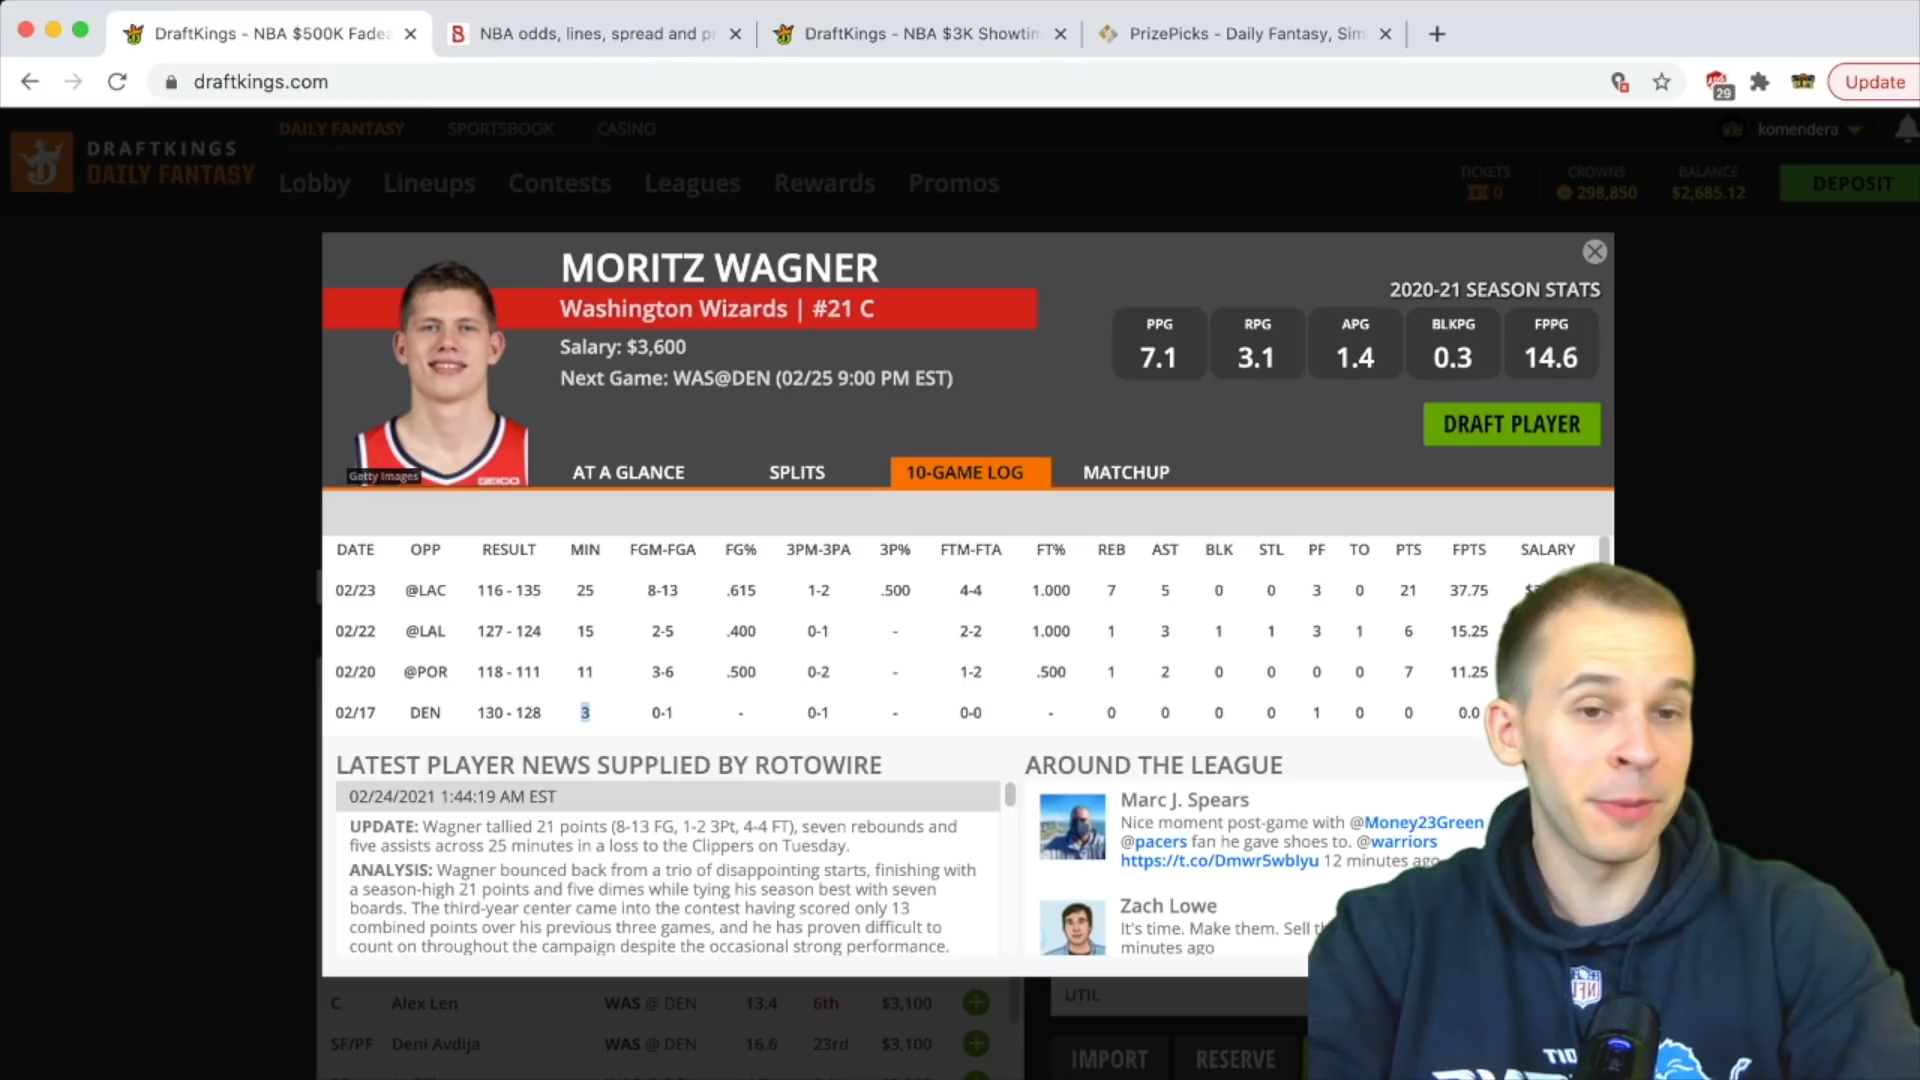 DraftKings - NBA $500K Fadea
NBA odds, lines, spread and pr
DraftKings - NBA $3K Showtim
PrizePicks - Daily Fantasy, Sim
draftkings.com
29
Update
DAILY FANTASY SPORTSBOOK CASINO
komendera
DRAFTKINGS
DAILY FANTASY
Lobby Lineups Contests Leagues Rewards Promos
TICKETS CROWNS BALANCE
0 298,850 $2,685.12
DEPOSIT
MORITZ WAGNER
Washington Wizards | #21 C
Salary: $3,600
Next Game: WAS@DEN (02/25 9:00 PM EST)
2020-21 SEASON STATS
PPG RPG APG BLKPG FPPG
7.1 3.1 1.4 0.3 14.6
DRAFT PLAYER
Getty Images
GEICO
AT A GLANCE SPLITS 10-GAME LOG MATCHUP
DATE OPP RESULT MIN FGM-FGA FG% 3PM-3PA 3P% FTM-FTA FT% REB AST BLK STL PF TO PTS FPTS SALARY
02/23 @LAC 116 - 135 25 8-13 .615 1-2 .500 4-4 1.000 7 5 0 0 3 0 21 37.75
02/22 @LAL 127 - 124 15 2-5 .400 0-1 - 2-2 1.000 1 3 1 1 3 1 6 15.25
02/20 @POR 118 - 111 11 3-6 .500 0-2 - 1-2 .500 1 2 0 0 0 0 7 11.25
02/17 DEN 130 - 128 3 0-1 - 0-1 - 0-0 - 0 0 0 0 1 0 0 0.0
LATEST PLAYER NEWS SUPPLIED BY ROTOWIRE
02/24/2021 1:44:19 AM EST
UPDATE: Wagner tallied 21 points (8-13 FG, 1-2 3Pt, 4-4 FT), seven rebounds and
five assists across 25 minutes in a loss to the Clippers on Tuesday.
ANALYSIS: Wagner bounced back from a trio of disappointing starts, finishing with
a season-high 21 points and five dimes while tying his season best with seven
boards. The third-year center came into the contest having scored only 13
combined points over his previous three games, and he has proven difficult to
count on throughout the campaign despite the occasional strong performance.
AROUND THE LEAGUE
Marc J. Spears
Nice moment post-game with @Money23Green
@pacers fan he gave shoes to. @warriors
https://t.co/Dmwr5wblyu 12 minutes ago
Zach Lowe
It's time. Make them. Sell
minutes ago
C Alex Len WAS @ DEN 13.4 6th $3,100
SF/PF Deni Avdija WAS @ DEN 16.6 23rd $3,100
UTIL
IMPORT RESERVE
NFL